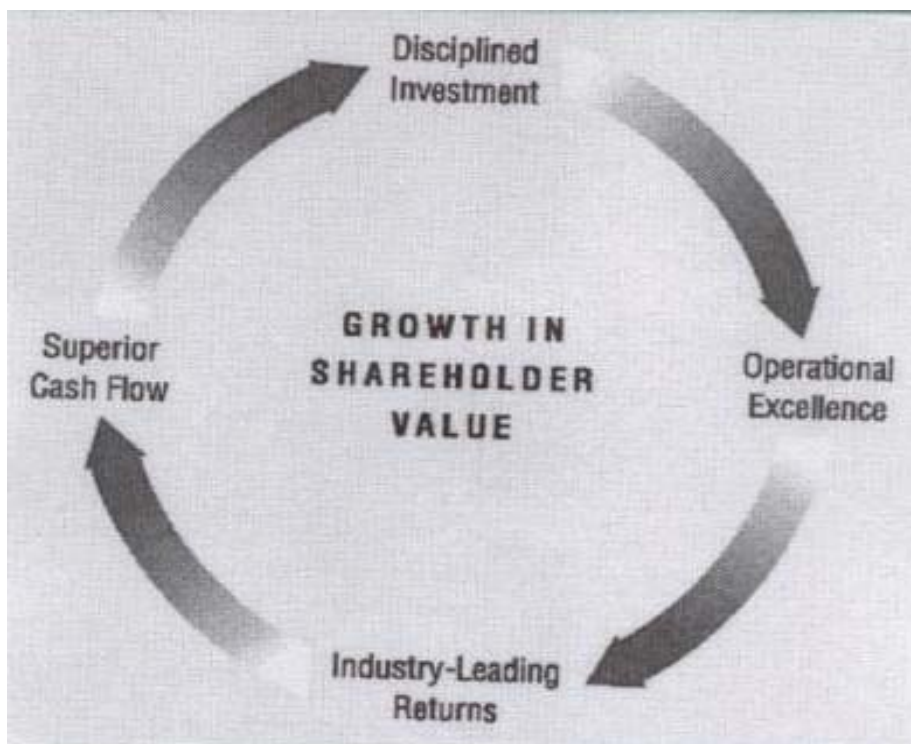 Disciplined
Investment
GROWTH IN
SHAREHOLDER
VALUE
Superior
Cash Flow
Operational
Excellence
Industry-Leading
Returns